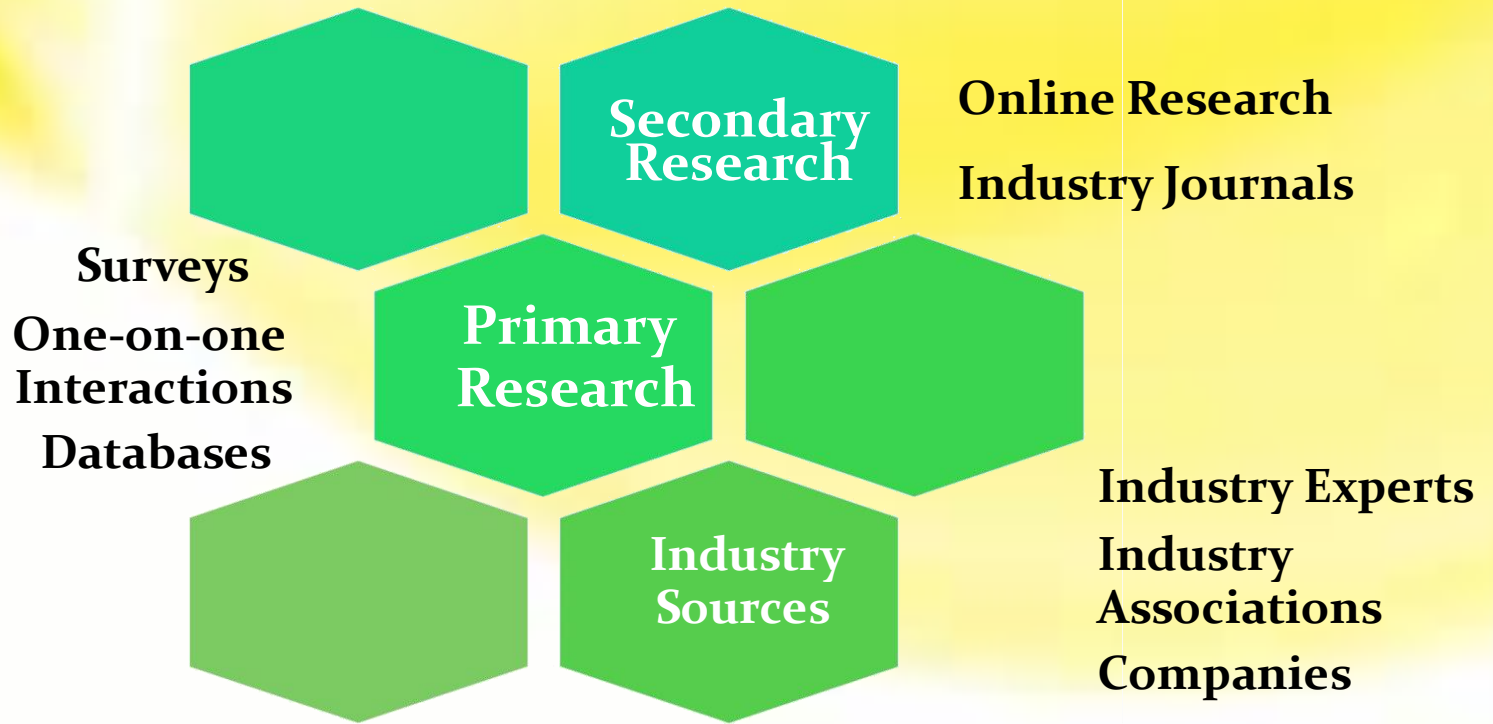 Secondary
Research
Online Research
Industry Journals
Surveys
One-on-one
Interactions
Databases
Primary
Research
Industry
Sources
Industry Experts
Industry
Associations
Companies